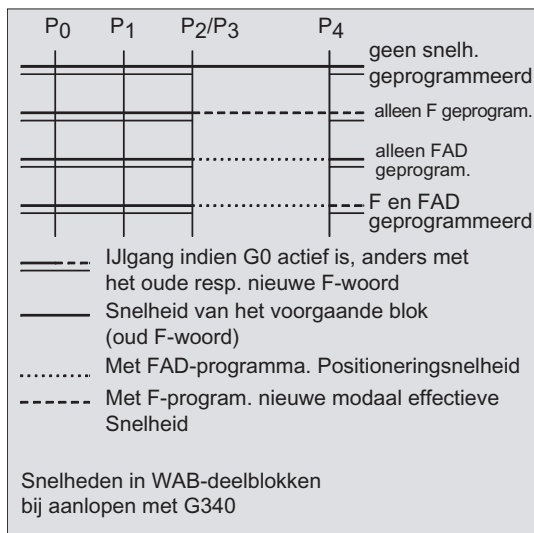 P0 P1 P2/P3 P4
geen snelh.
geprogrammeerd
alleen F geprogram.
alleen FAD
geprogram.
F en FAD
geprogrammeerd
IJlgang indien G0 actief is, anders met
het oude resp. nieuwe F-woord
Snelheid van het voorgaande blok
(oud F-woord)
Met FAD-programma. Positioneringsnelheid
Met F-program. nieuwe modaal effectieve
Snelheid
Snelheden in WAB-deelblokken
bij aanlopen met G340